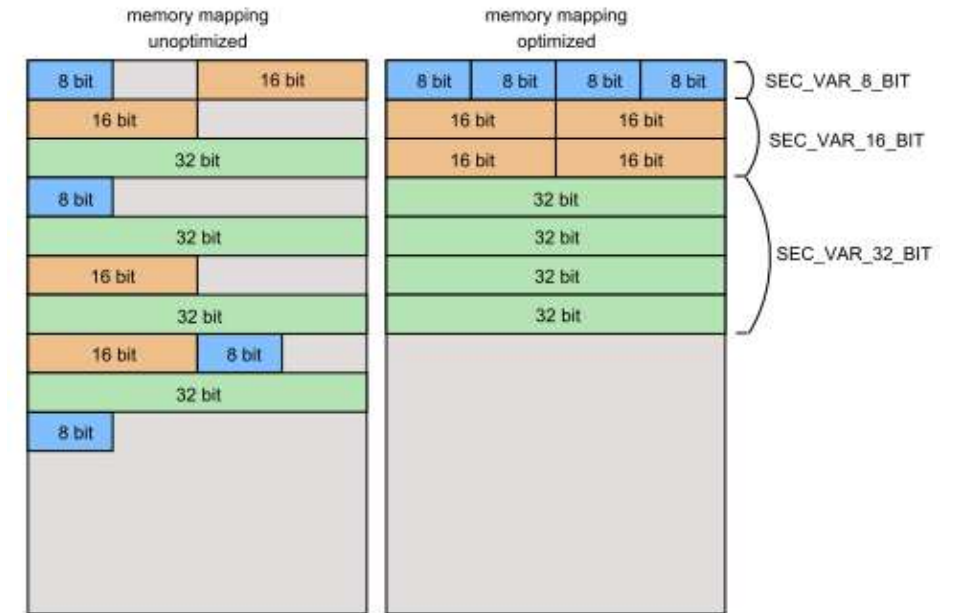 memory mapping
unoptimized
8 bit 16 bit
16 bit
32 bit
8 bit
32 bit
16 bit
32 bit
16 bit 8 bit
32 bit
8 bit
memory mapping
optimized
8 bit 8 bit 8 bit 8 bit
16 bit 16 bit
16 bit 16 bit
32 bit
32 bit
32 bit
32 bit
SEC_VAR_8_BIT
SEC_VAR_16_BIT
SEC_VAR_32_BIT